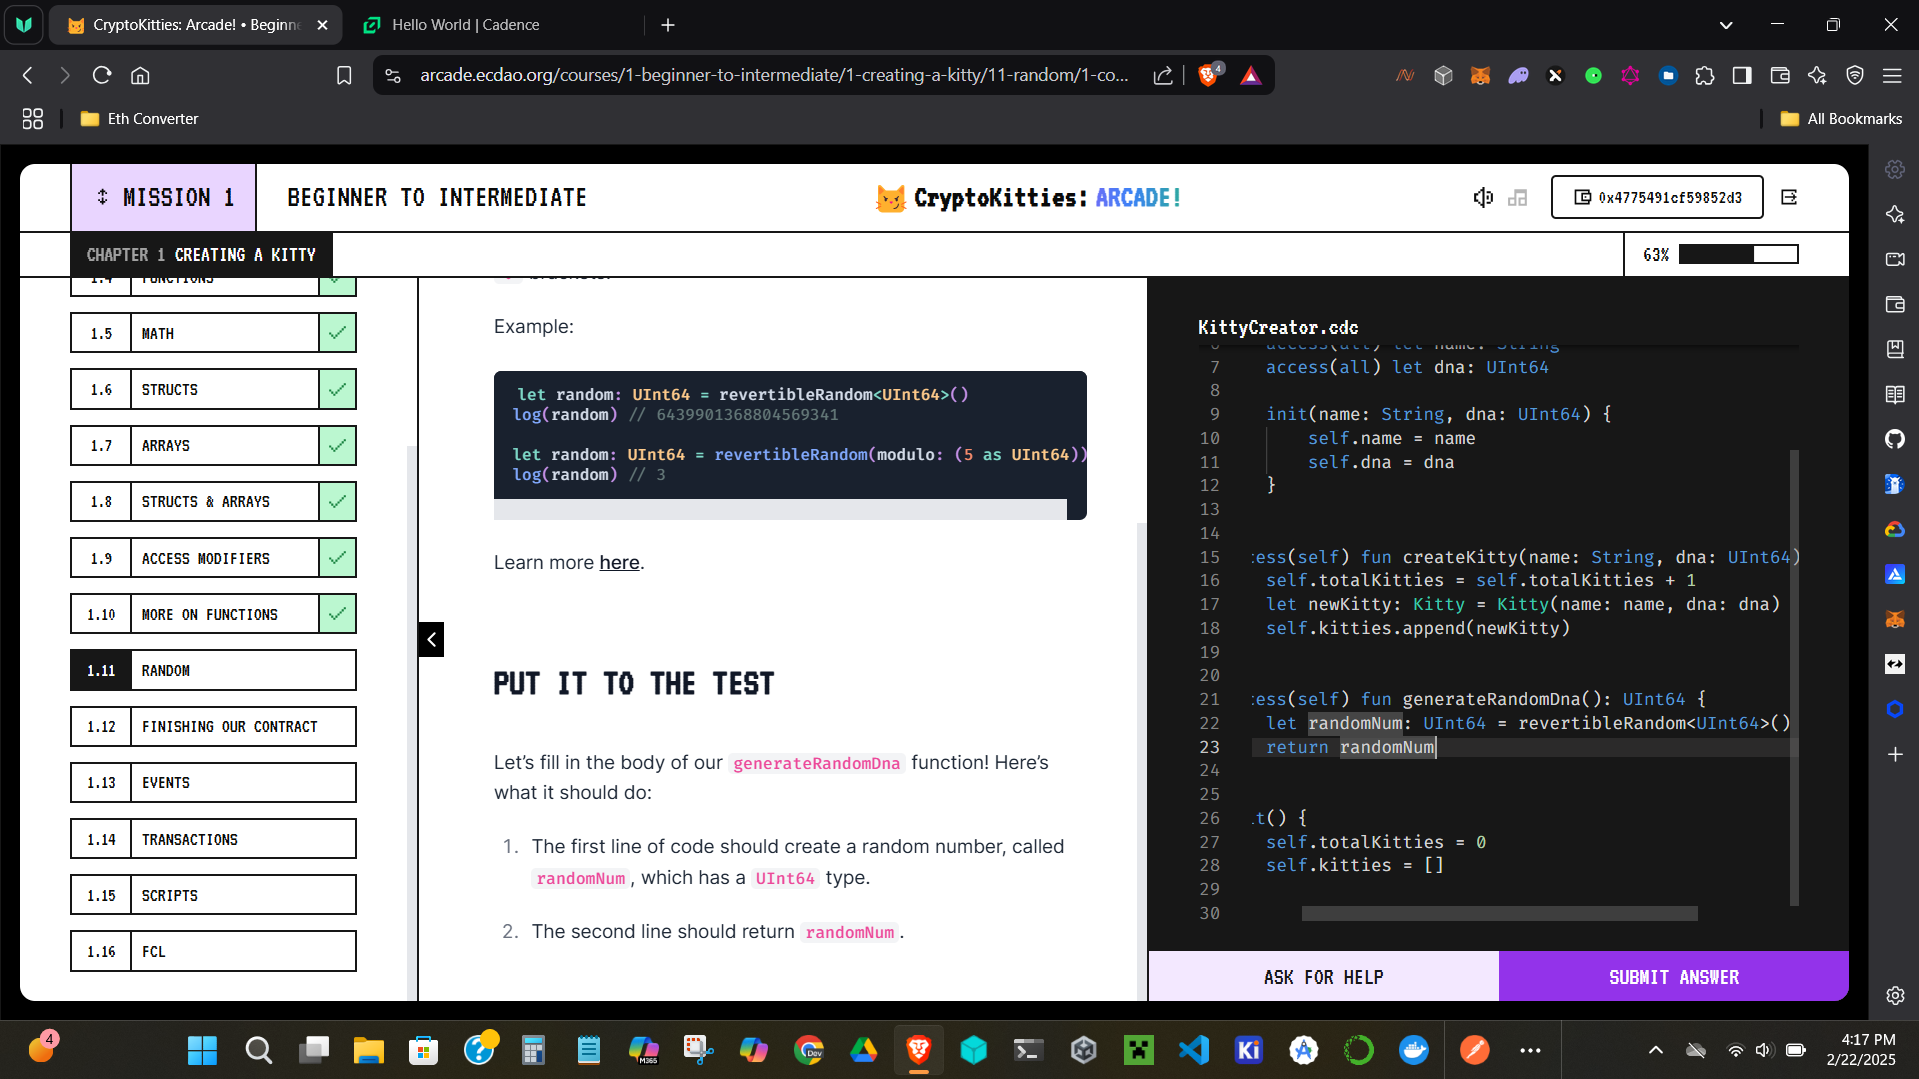 CryptoKitties: Arcade! • Beginne
Hello World | Cadence
arcade.ecdao.org/courses/1-beginner-to-intermediate/1-creating-a-kitty/11-random/1-co...
4
Eth Converter
All Bookmarks
MISSION 1
BEGINNER TO INTERMEDIATE
CryptoKitties: ARCADE!
0x4775491cf59852d3
CHAPTER 1 CREATING A KITTY
63%
1.4 FUNCTIONS
1.5 MATH
1.6 STRUCTS
1.7 ARRAYS
1.8 STRUCTS & ARRAYS
1.9 ACCESS MODIFIERS
1.10 MORE ON FUNCTIONS
1.11 RANDOM
1.12 FINISHING OUR CONTRACT
1.13 EVENTS
1.14 TRANSACTIONS
1.15 SCRIPTS
1.16 FCL
Example:
let random: UInt64 = revertibleRandom<UInt64>()
log(random) // 6439901368804569341
let random: UInt64 = revertibleRandom(modulo: (5 as UInt64))
log(random) // 3
Learn more here.
PUT IT TO THE TEST
Let's fill in the body of our generateRandomDna function! Here's
what it should do:
1. The first line of code should create a random number, called
randomNum, which has a UInt64 type.
2. The second line should return randomNum.
KittyCreator.cdc
6 access(all) let name: String
7 access(all) let dna: UInt64
8
9 init(name: String, dna: UInt64) {
10 self.name = name
11 self.dna = dna
12 }
13
14
15 :ess(self) fun createKitty(name: String, dna: UInt64)
16 self.totalKitties = self.totalKitties + 1
17 let newKitty: Kitty = Kitty(name: name, dna: dna)
18 self.kitties.append(newKitty)
19
20
21 :ess(self) fun generateRandomDna(): UInt64 {
22 let randomNum: UInt64 = revertibleRandom<UInt64>()
23 return randomNum
24
25
26 .t() {
27 self.totalKitties = 0
28 self.kitties = []
29
30
ASK FOR HELP
SUBMIT ANSWER
4
M365
Dev
Ki
4:17 PM
2/22/2025